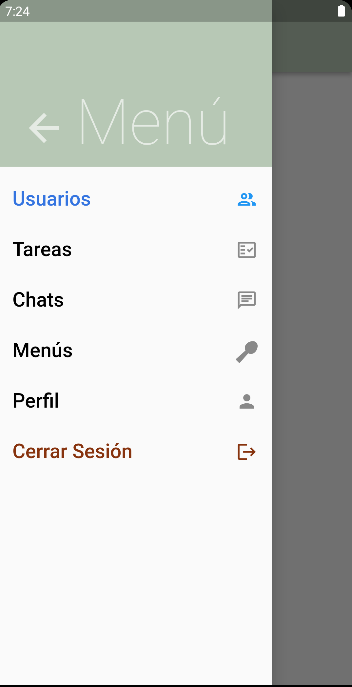 7:24
Menú
Usuarios
Tareas
Chats
Menús
Perfil
Cerrar Sesión